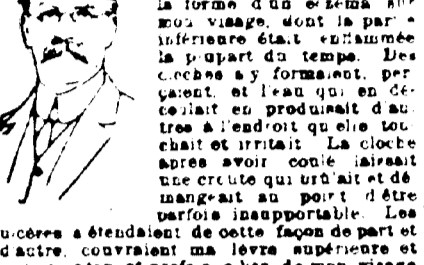 la forme d'un eczéma sur
mon visage, dont la partie
inférieure était enflammée
la plupart du temps. Des
cloches s'y formaient, per-
çaient, et l'eau qui en dé-
coulait en produisait d'au-
tres à l'endroit qu'elle tou-
chait et irritait. La cloche
après avoir coulé laissait
une croûte qui brûlait et dé-
mangeait au point d'être
parfois insupportable. Les
ulcères s'étendaient de cette façon de part et
d'autre, couvraient ma lèvre supérieure et
de mon visage